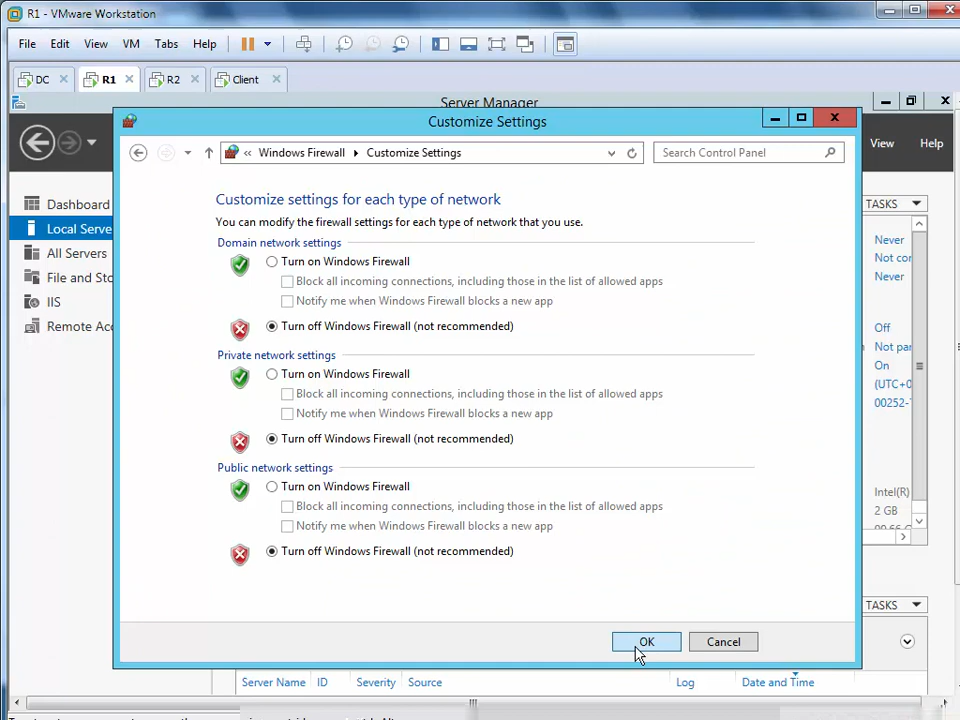 R1 - VMware Workstation
File Edit View VM Tabs Help
DC R1 R2 Client
Server Manager
Customize Settings
« Windows Firewall Customize Settings Search Control Panel
View Help
Customize settings for each type of network
You can modify the firewall settings for each type of network that you use.
Dashboard
Local Serve
All Servers
File and Sto
IIS
Remote Acc
Domain network settings
Turn on Windows Firewall
Block all incoming connections, including those in the list of allowed apps
Notify me when Windows Firewall blocks a new app
Turn off Windows Firewall (not recommended)
Private network settings
Turn on Windows Firewall
Block all incoming connections, including those in the list of allowed apps
Notify me when Windows Firewall blocks a new app
Turn off Windows Firewall (not recommended)
Public network settings
Turn on Windows Firewall
Block all incoming connections, including those in the list of allowed apps
Notify me when Windows Firewall blocks a new app
Turn off Windows Firewall (not recommended)
OK Cancel
TASKS
Never
Not cor
Never
Off
Not par
On
(UTC+0
00252-
Intel(R)
2 GB
TASKS
Server Name ID Severity Source Log Date and Time